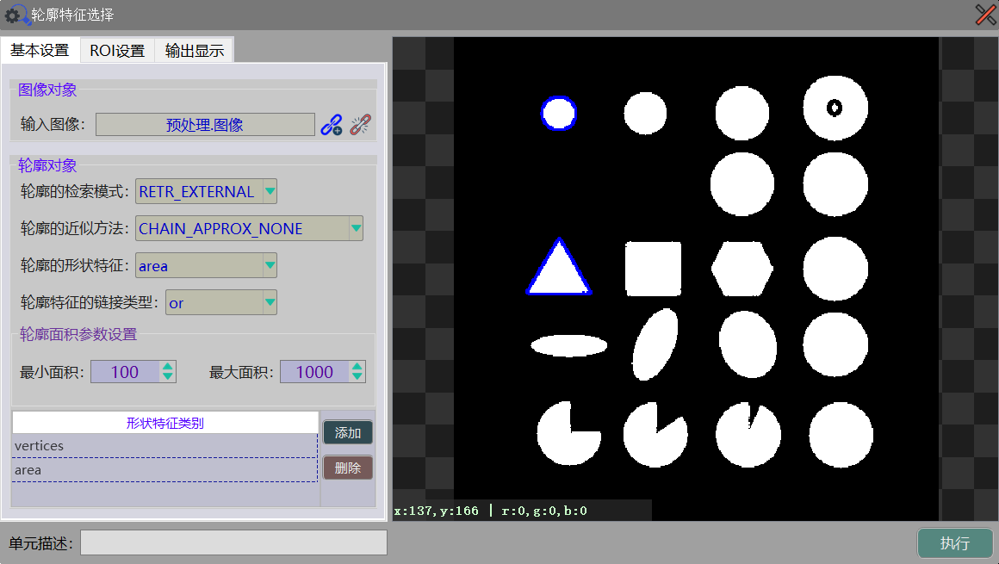 轮廓特征选择
基本设置 ROI设置 输出显示
图像对象
输入图像： 预处理.图像
轮廓对象
轮廓的检索模式： RETR_EXTERNAL
轮廓的近似方法： CHAIN_APPROX_NONE
轮廓的形状特征： area
轮廓特征的链接类型： or
轮廓面积参数设置
最小面积： 100 最大面积： 1000
形状特征类别
添加
vertices
area
删除
x:137,y:166 | r:0,g:0,b:0
单元描述：
执行